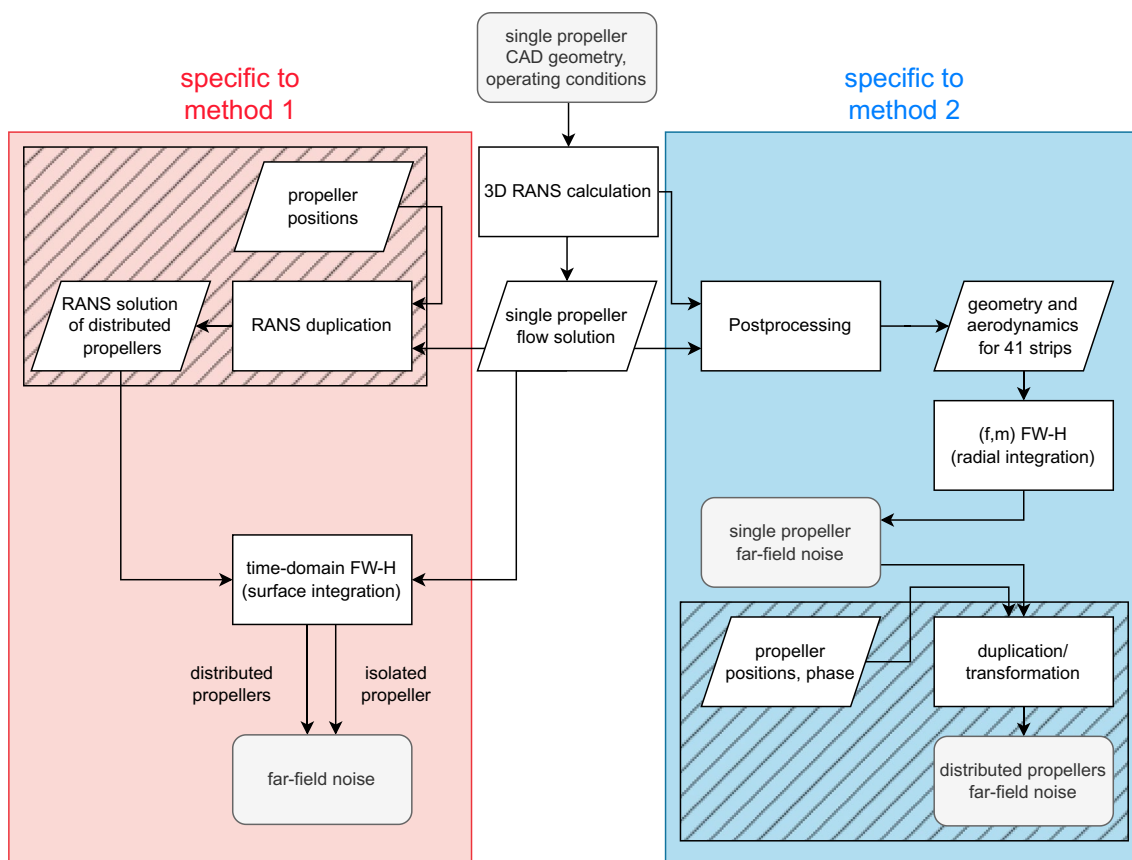 single propeller
CAD geometry,
operating conditions
specific to
method 1
specific to
method 2
propeller
positions
3D RANS calculation
RANS solution
of distributed
propellers
RANS duplication
single propeller
flow solution
Postprocessing
geometry and
aerodynamics
for 41 strips
(f,m) FW-H
(radial integration)
single propeller
far-field noise
time-domain FW-H
(surface integration)
distributed
propellers
isolated
propeller
propeller
positions, phase
duplication/
transformation
far-field noise
distributed propellers
far-field noise